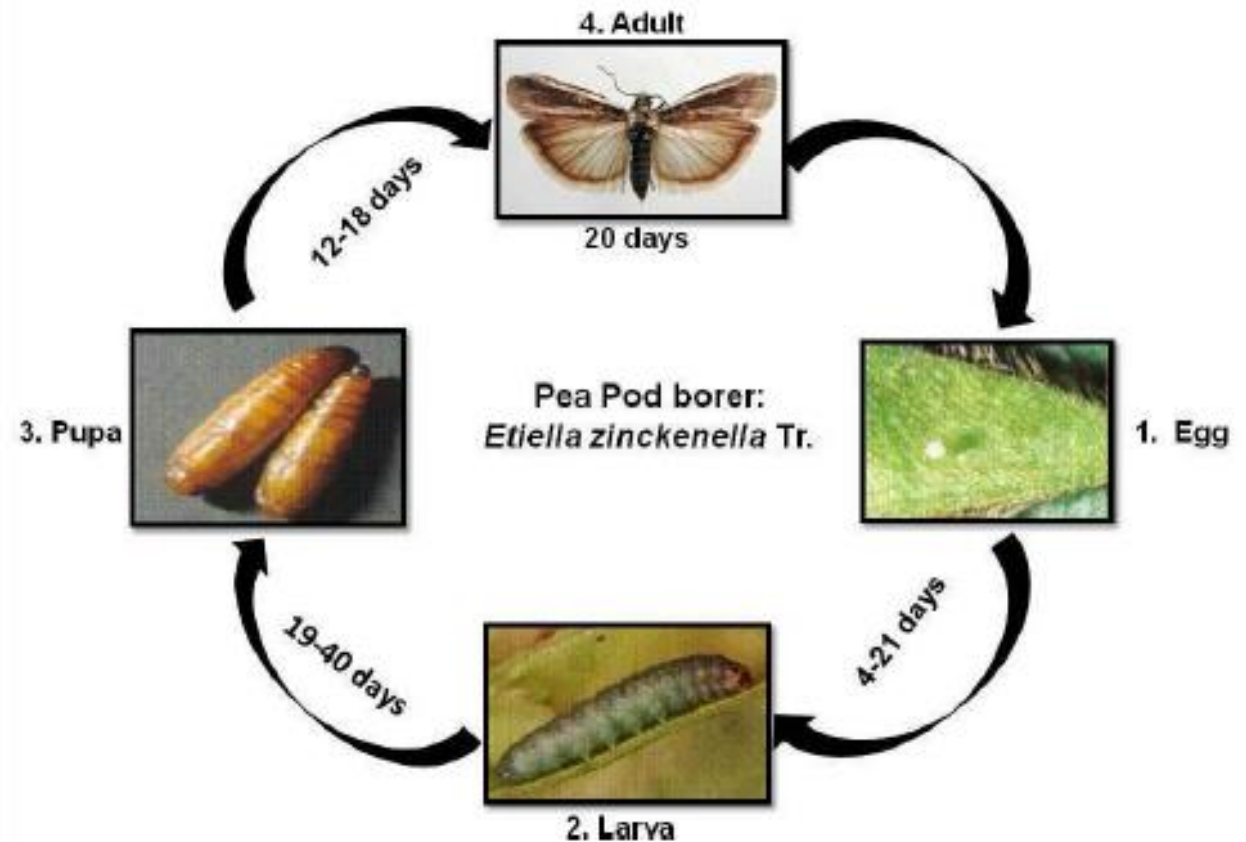 4. Adult
20 days
12-18 days
Pea Pod borer:
Etiella zinckenella Tr.
3. Pupa
1. Egg
19-40 days
4-21 days
2. Larva